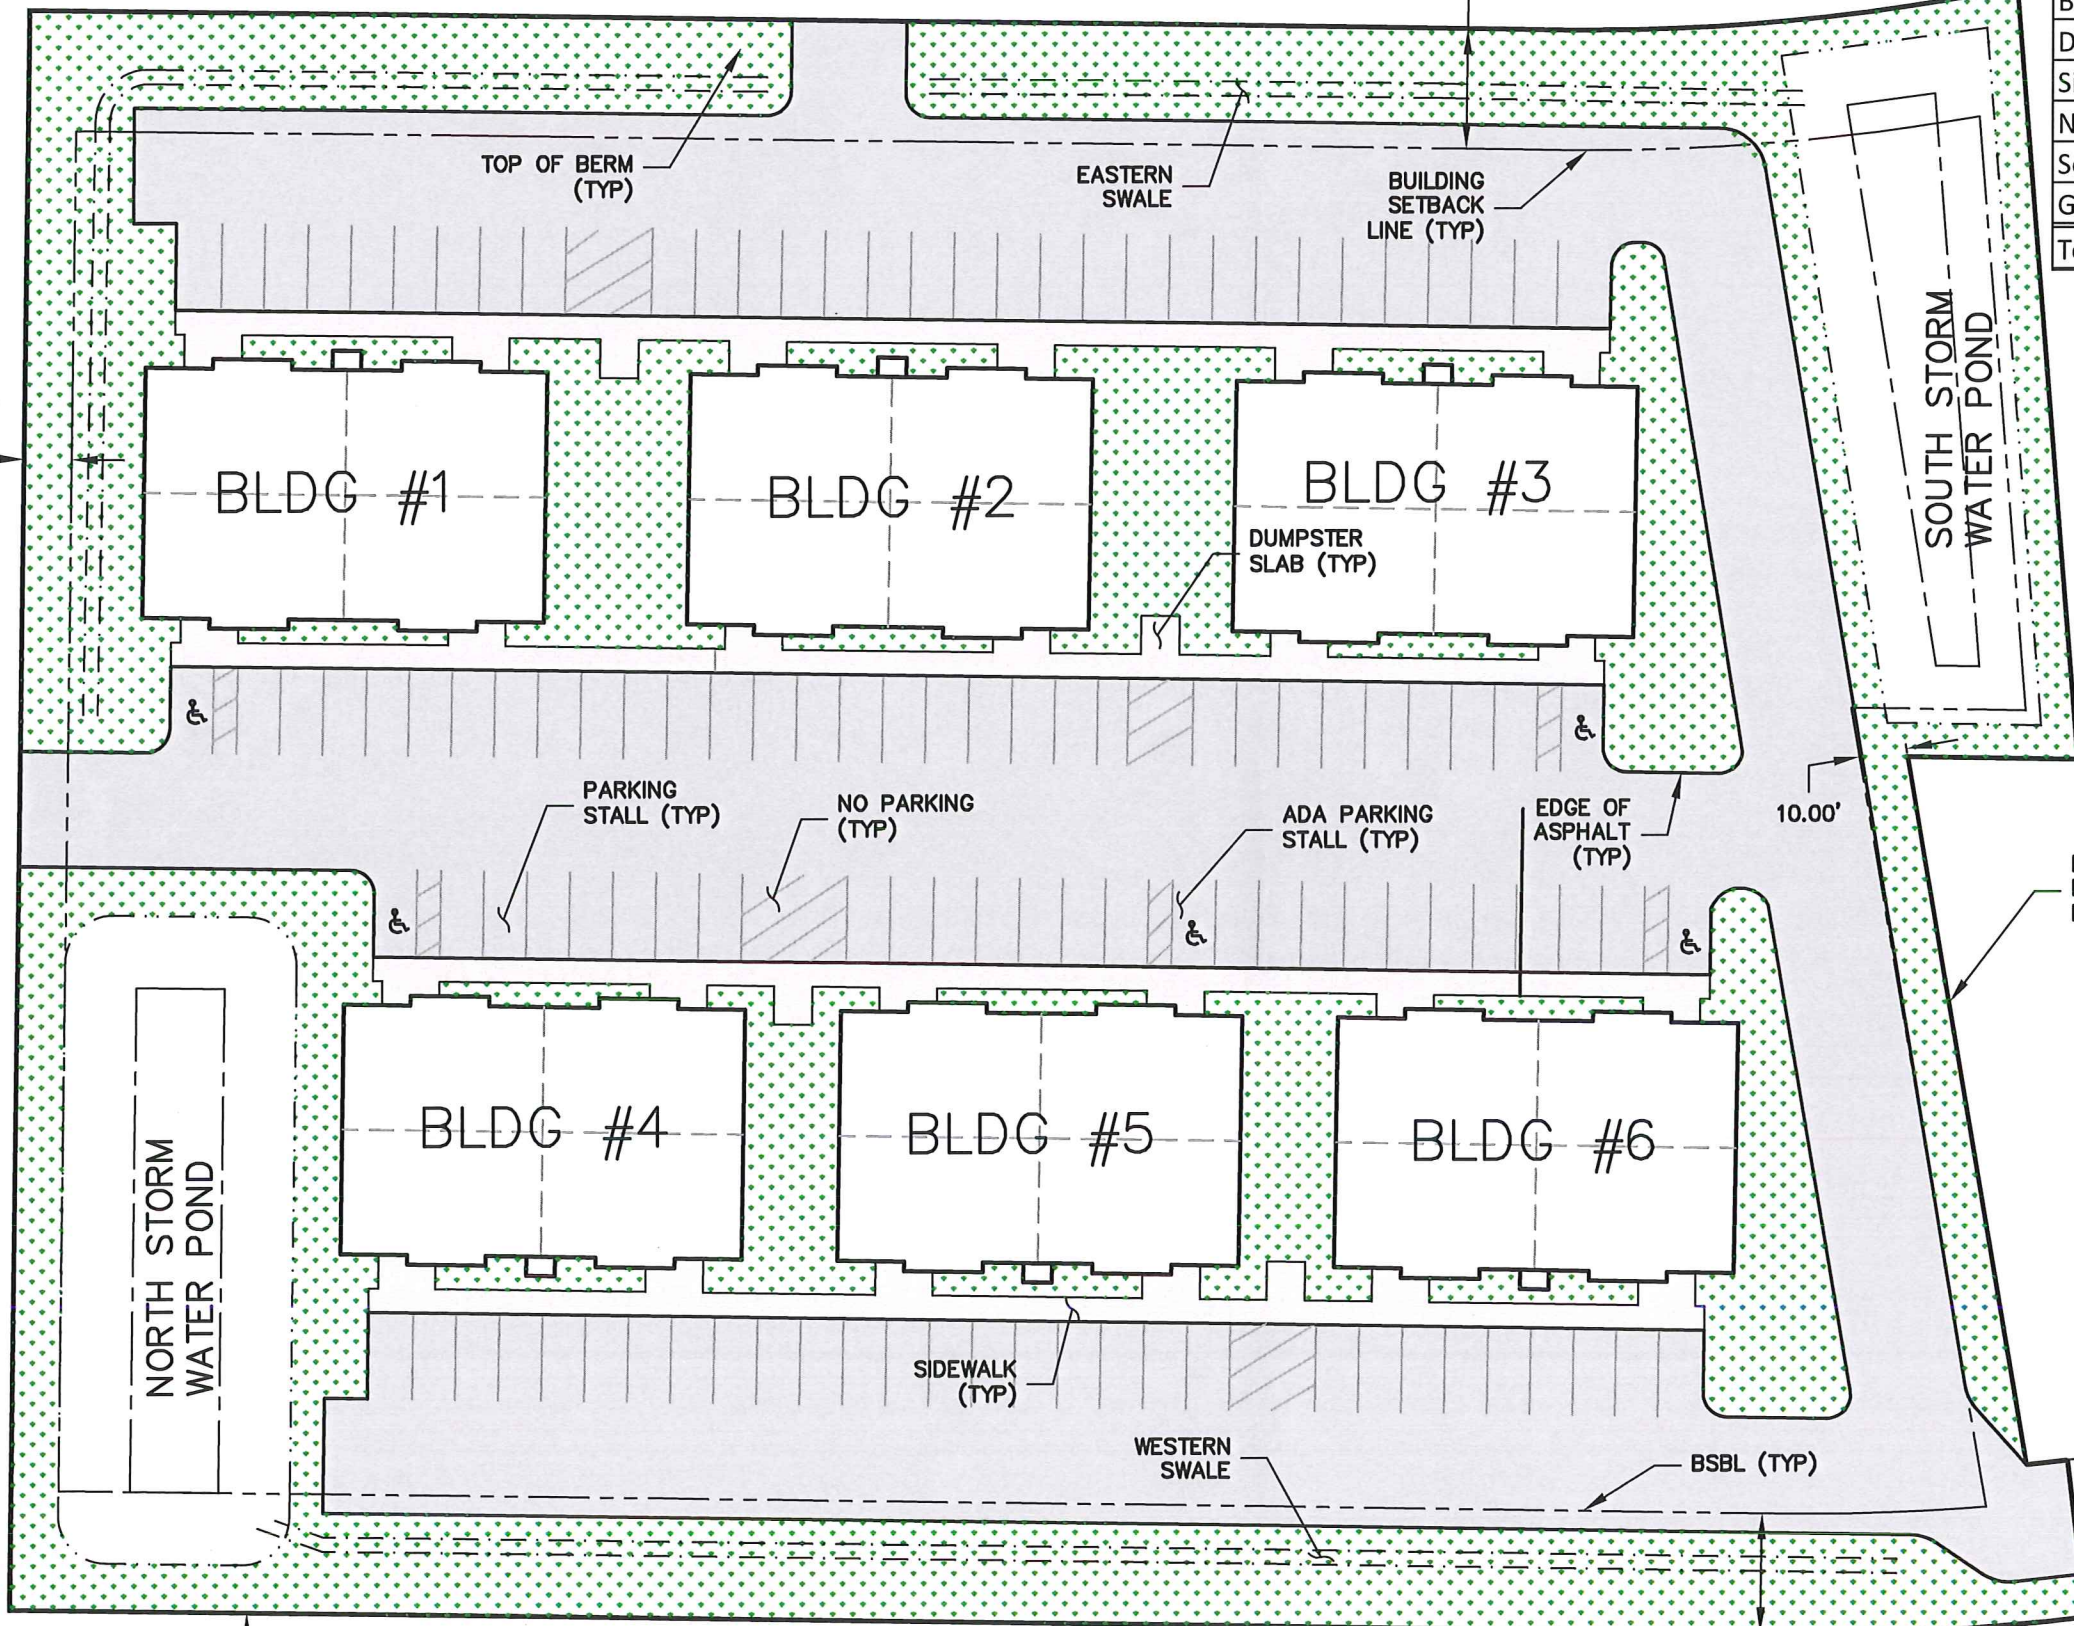 B
D
Si
N
S
G
T
TOP OF BERM
(TYP)
EASTERN
SWALE
BUILDING
SETBACK
LINE (TYP)
SOUTH STORM
WATER POND
BLDG #1
BLDG #2
BLDG #3
DUMPSTER
SLAB (TYP)
PARKING
STALL (TYP)
NO PARKING
(TYP)
ADA PARKING
STALL (TYP)
EDGE OF
ASPHALT
(TYP)
10.00'
BLDG #4
BLDG #5
BLDG #6
NORTH STORM
WATER POND
SIDEWALK
(TYP)
WESTERN
SWALE
BSBL (TYP)